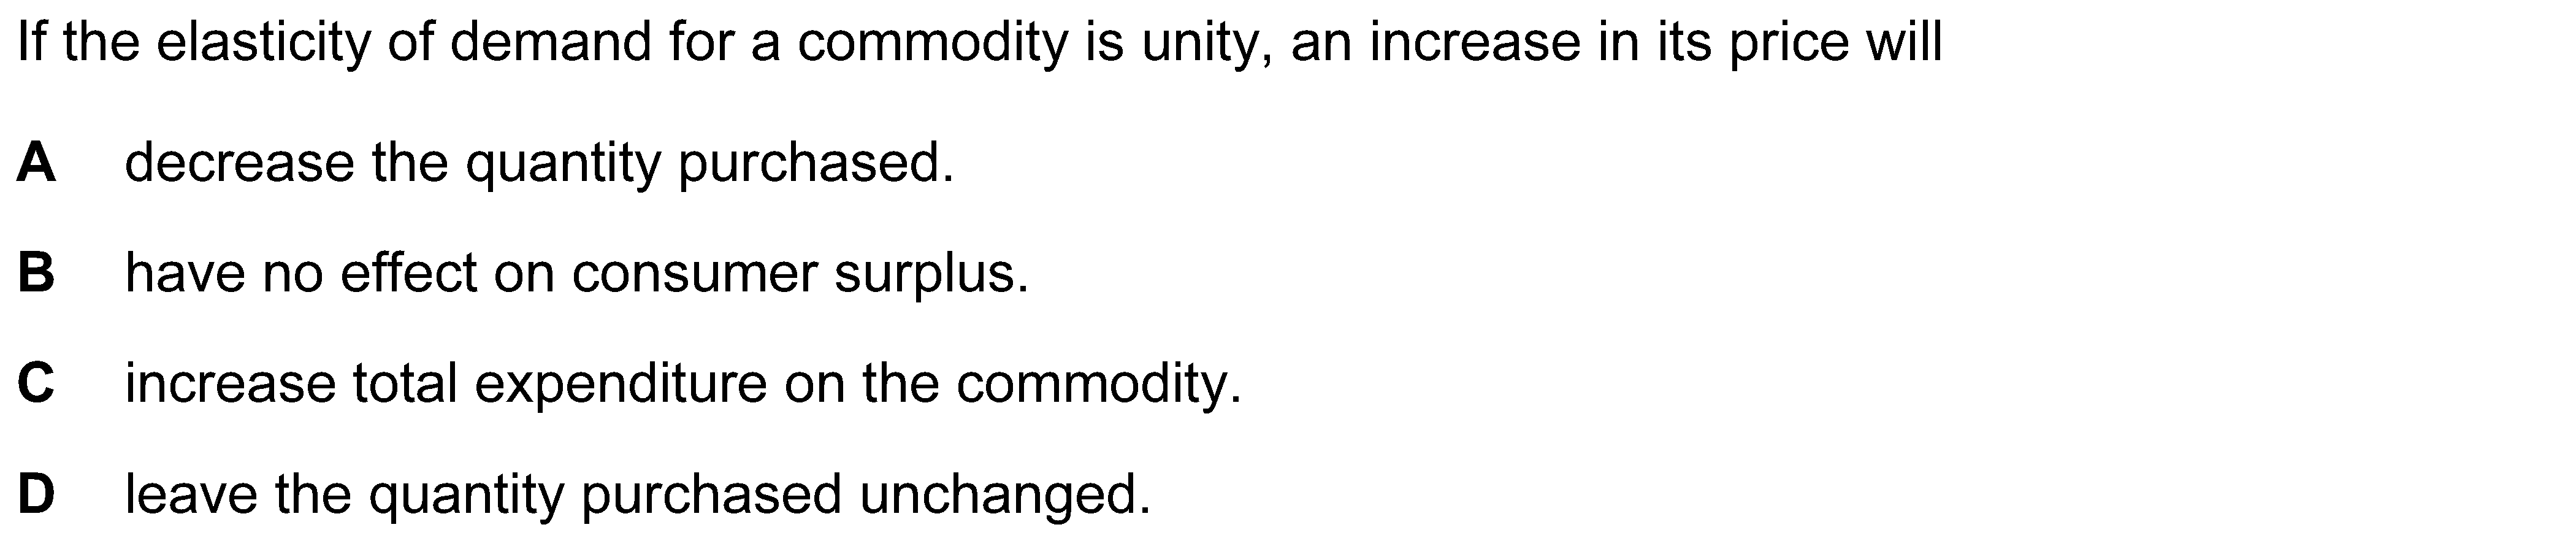 If the elasticity of demand for a commodity is unity, an increase in its price will
A decrease the quantity purchased.
B have no effect on consumer surplus.
C increase total expenditure on the commodity.
D leave the quantity purchased unchanged.